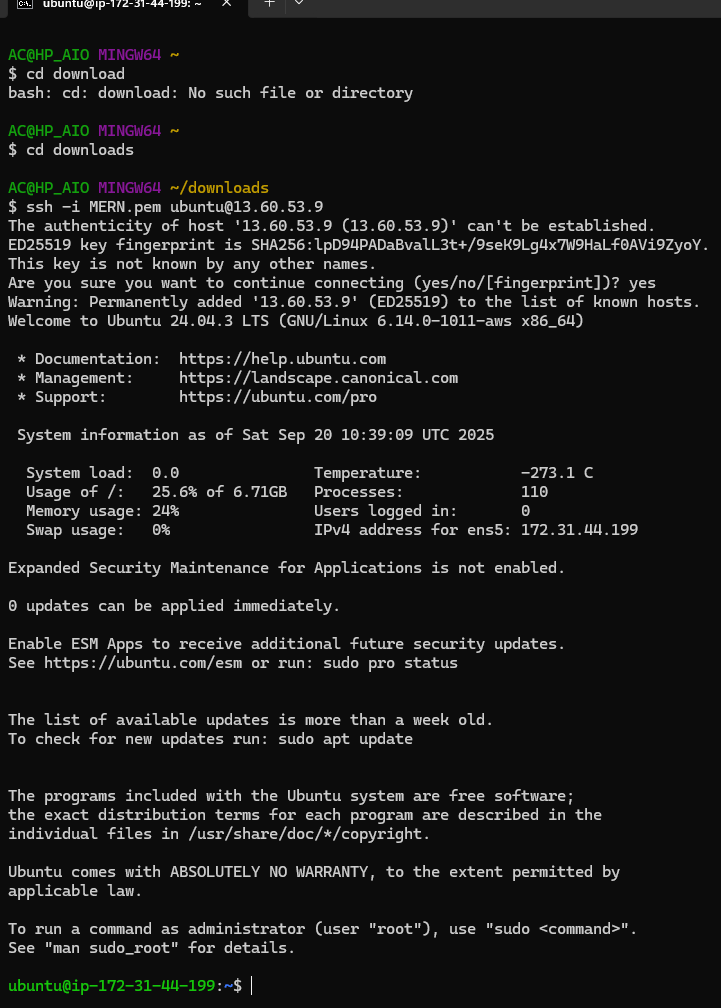 ubuntu@ip-172-31-44-199: ~
AC@HP_AIO MINGW64 ~
$ cd download
bash: cd: download: No such file or directory
AC@HP_AIO MINGW64 ~
$ cd downloads
AC@HP_AIO MINGW64 ~/downloads
$ ssh -i MERN.pem ubuntu@13.60.53.9
The authenticity of host '13.60.53.9 (13.60.53.9)' can't be established.
ED25519 key fingerprint is SHA256:lpD94PADaBvalL3t+/9seK9Lg4x7W9HaLf0AVi9ZyoY.
This key is not known by any other names.
Are you sure you want to continue connecting (yes/no/[fingerprint])? yes
Warning: Permanently added '13.60.53.9' (ED25519) to the list of known hosts.
Welcome to Ubuntu 24.04.3 LTS (GNU/Linux 6.14.0-1011-aws x86_64)
* Documentation:  https://help.ubuntu.com
* Management:     https://landscape.canonical.com
* Support:        https://ubuntu.com/pro
System information as of Sat Sep 20 10:39:09 UTC 2025
System load:  0.0                Temperature:           -273.1 C
Usage of /:   25.6% of 6.71GB   Processes:             110
Memory usage: 24%                Users logged in:       0
Swap usage:   0%                 IPv4 address for ens5: 172.31.44.199
Expanded Security Maintenance for Applications is not enabled.
0 updates can be applied immediately.
Enable ESM Apps to receive additional future security updates.
See https://ubuntu.com/esm or run: sudo pro status
The list of available updates is more than a week old.
To check for new updates run: sudo apt update
The programs included with the Ubuntu system are free software;
the exact distribution terms for each program are described in the
individual files in /usr/share/doc/*/copyright.
Ubuntu comes with ABSOLUTELY NO WARRANTY, to the extent permitted by
applicable law.
To run a command as administrator (user "root"), use "sudo <command>".
See "man sudo_root" for details.
ubuntu@ip-172-31-44-199:~$